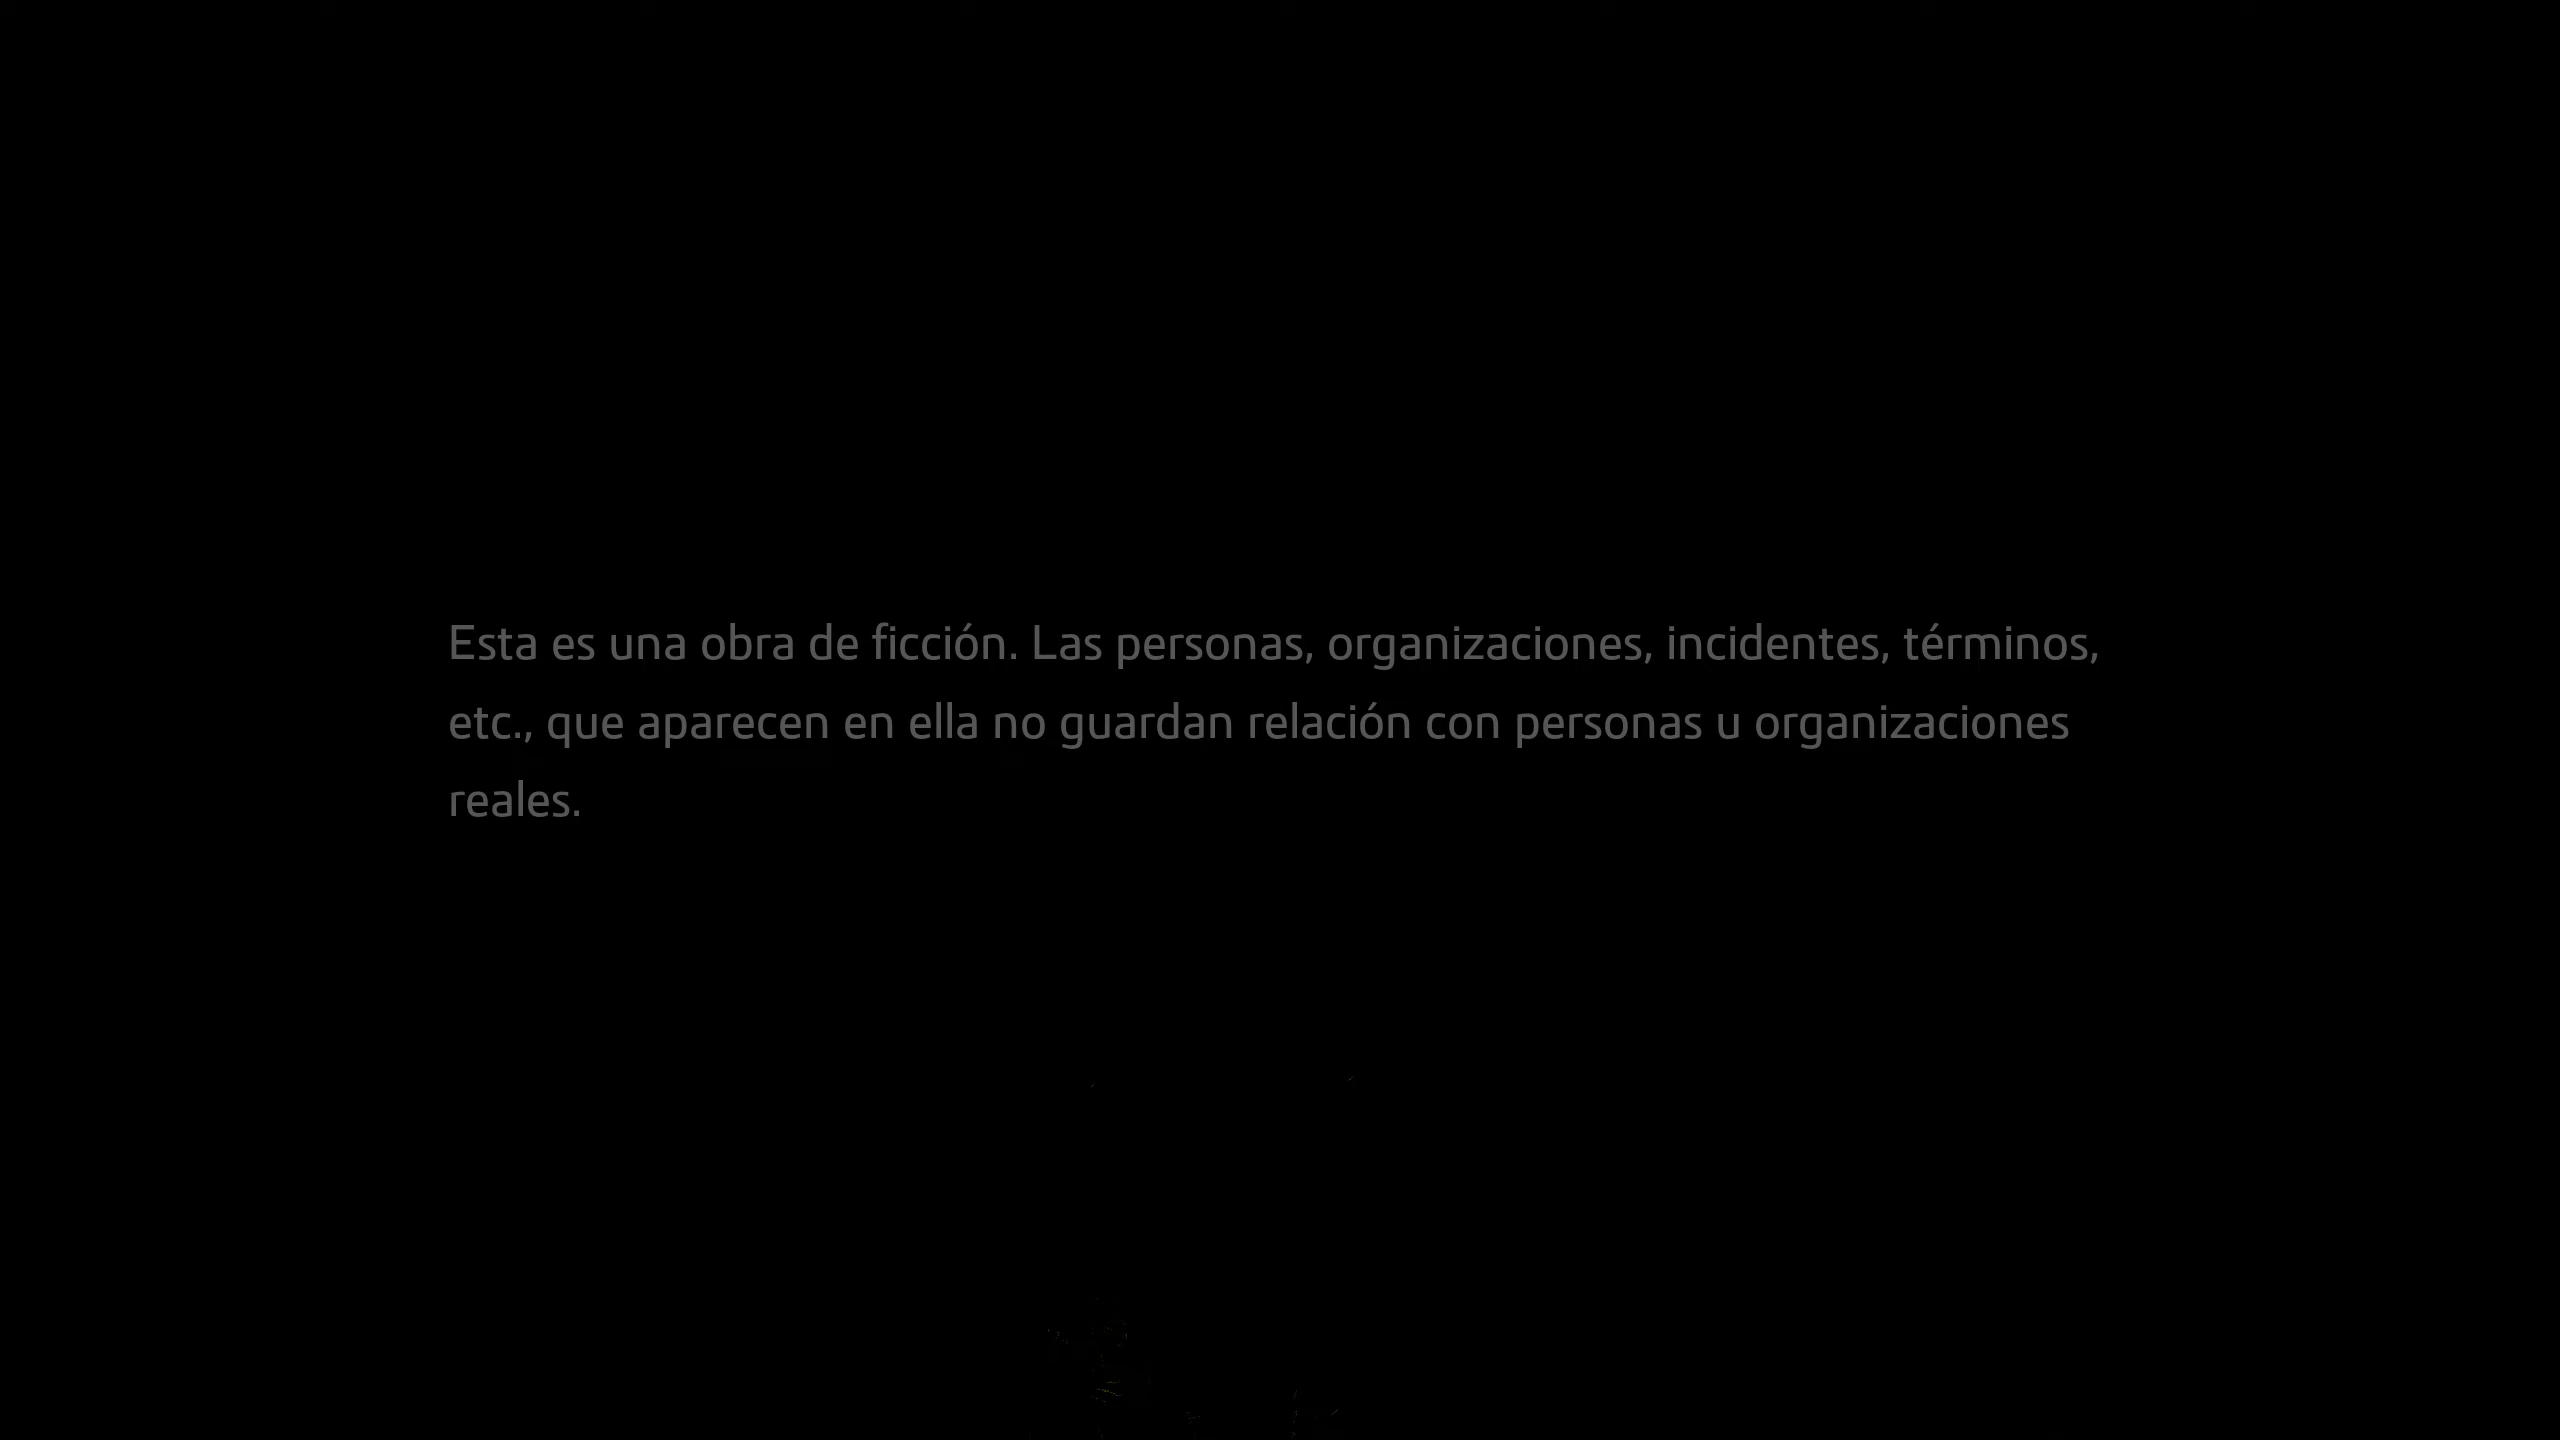 Esta es una obra de ficción. Las personas, organizaciones, incidentes, términos,
etc., que aparecen en ella no guardan relación con personas u organizaciones
reales.